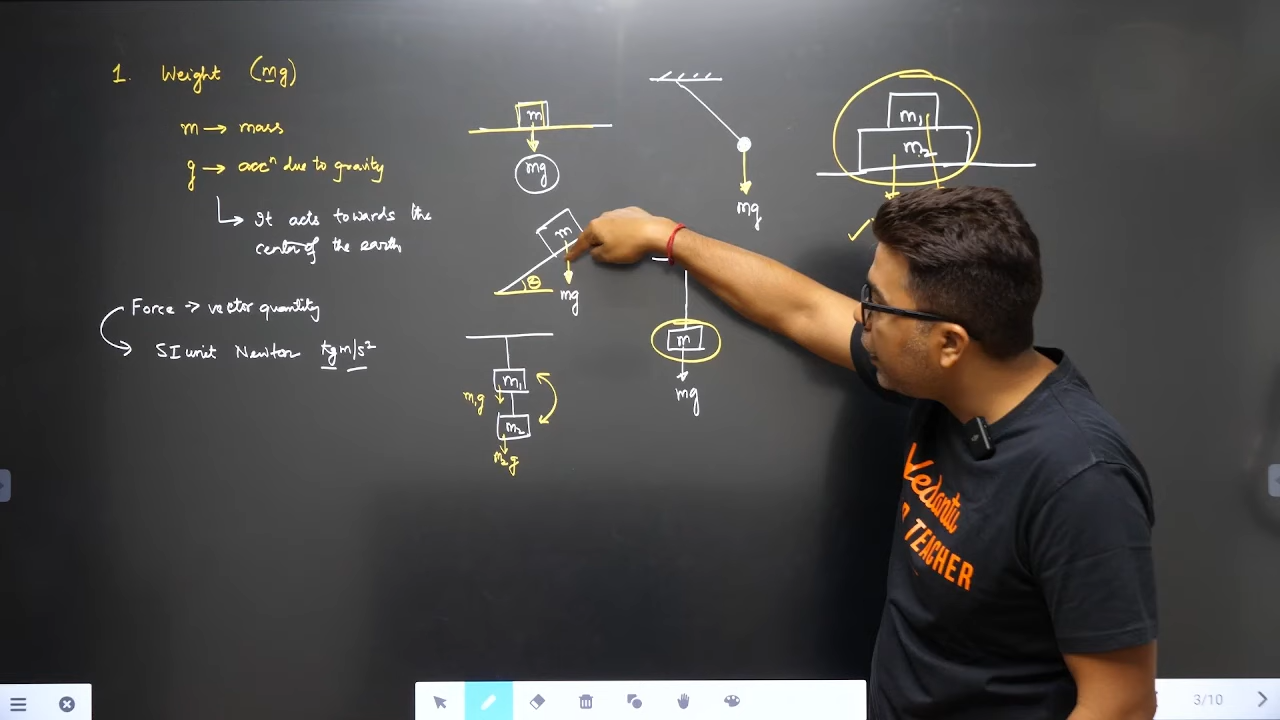 1. Weight (mg)
m → mass
g → accⁿ due to gravity
↳ It acts towards the
center of the earth
Force → vector quantity
SI unit Newton kgm/s²
m
mg
m
θ
mg
m₁
m₁g
m₂
m₂g
mg
m
mg
m₁
m₂
✓
Vedantu
TEACHER
3/10